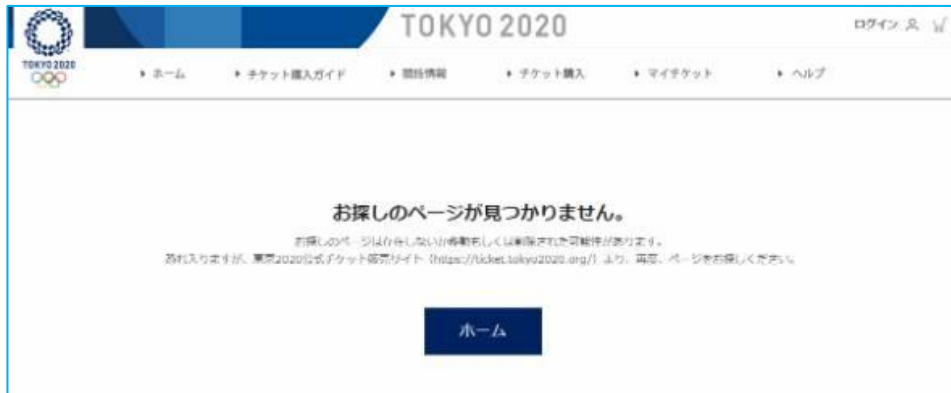 TOKYO 2020
ログイン
TOKYO 2020
ホーム
チケット購入ガイド
競技情報
チケット購入
マイチケット
ヘルプ
お探しのページが見つかりません。
お探しのページは存在しないか移動もしくは削除された可能性があります。
恐れ入りますが、東京2020公式チケット販売サイト（https://ticket.tokyo2020.org/）より、再度、ページをお探しください。
ホーム